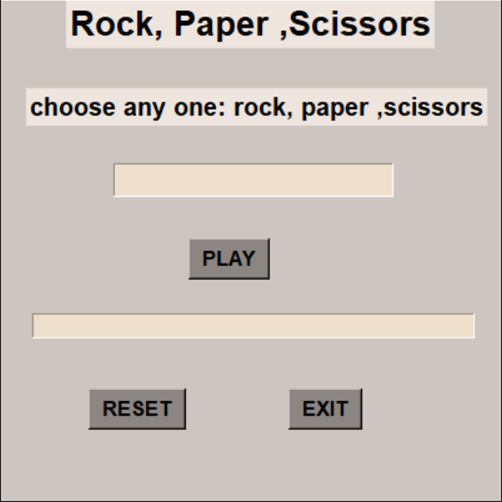 Rock, Paper ,Scissors
choose any one: rock, paper ,scissors
PLAY
RESET EXIT